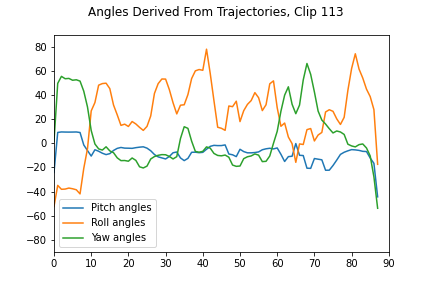 Angles Derived From Trajectories, Clip 113
80
60
40
20
0
−20
−40
−60
−80
Pitch angles
Roll angles
Yaw angles
0 10 20 30 40 50 60 70 80 90